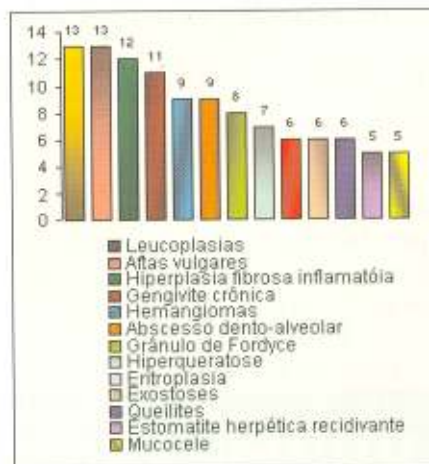 14
12
10
8
6
4
2
0
13 13 12 11 9 9 8 7 6 6 6 5 5
Leucoplasias
Aftas vulgares
Hiperplasia fibrosa inflamatóia
Gengivite crônica
Hemangiomas
Abscesso dento-alveolar
Grânulo de Fordyce
Hiperqueratose
Eritroplasia
Exostoses
Queilites
Estomatite herpética recidivante
Mucocele